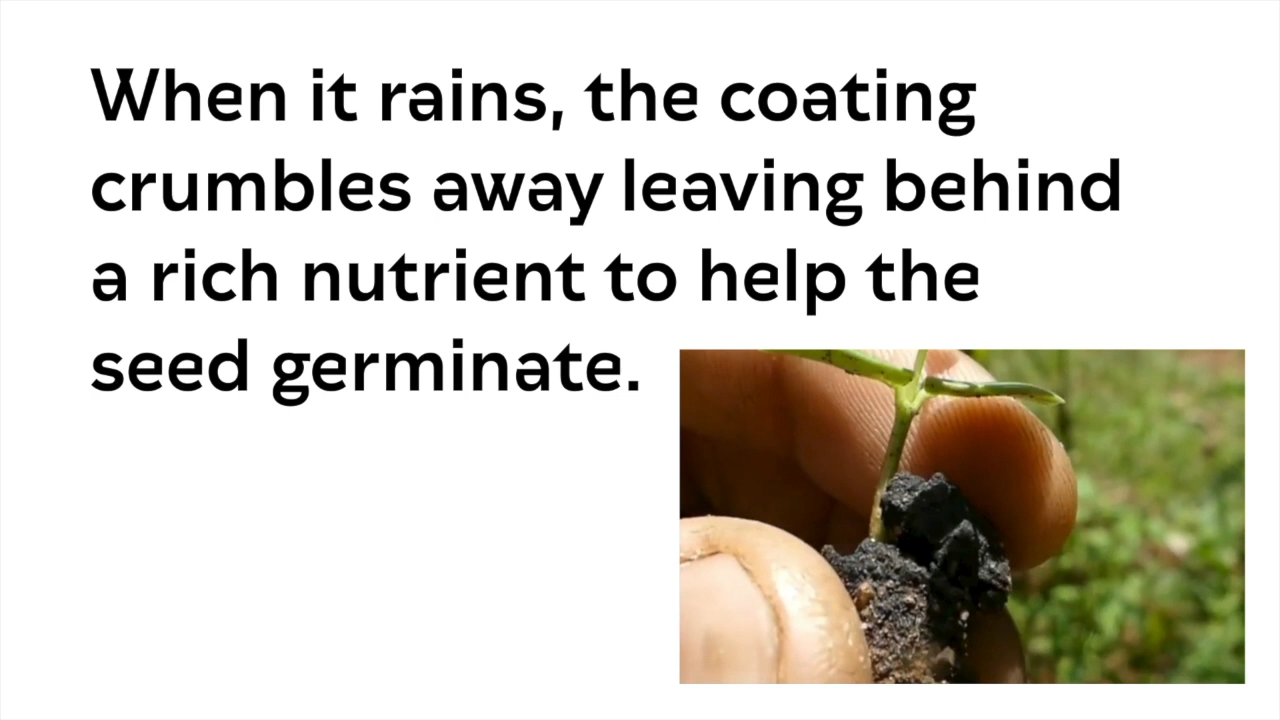 When it rains, the coating
crumbles away leaving behind
a rich nutrient to help the
seed germinate.